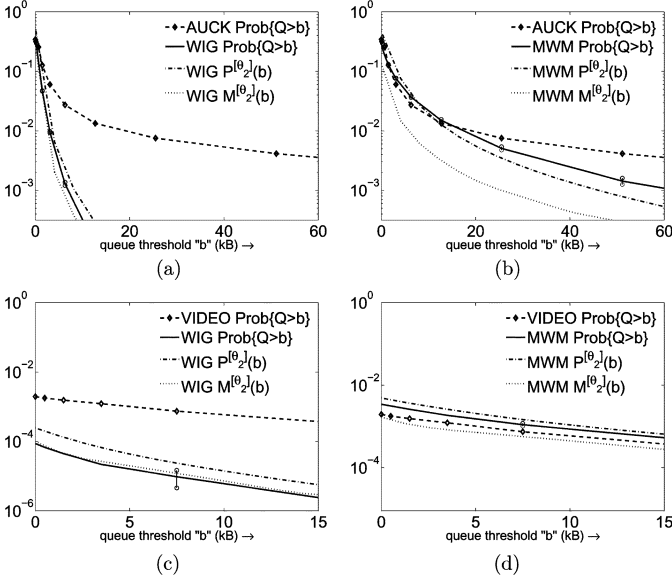 10^0
10^-1
10^-2
10^-3
AUCK Prob{Q>b}
WIG Prob{Q>b}
WIG P^[θ2](b)
WIG M^[θ2](b)
0 20 40 60
queue threshold "b" (kB) →
(a)
10^0
10^-1
10^-2
10^-3
AUCK Prob{Q>b}
MWM Prob{Q>b}
MWM P^[θ2](b)
MWM M^[θ2](b)
0 20 40 60
queue threshold "b" (kB) →
(b)
10^0
10^-2
10^-4
10^-6
VIDEO Prob{Q>b}
WIG Prob{Q>b}
WIG P^[θ2](b)
WIG M^[θ2](b)
0 5 10 15
queue threshold "b" (kB) →
(c)
10^0
10^-2
10^-4
VIDEO Prob{Q>b}
MWM Prob{Q>b}
MWM P^[θ2](b)
MWM M^[θ2](b)
0 5 10 15
queue threshold "b" (kB) →
(d)